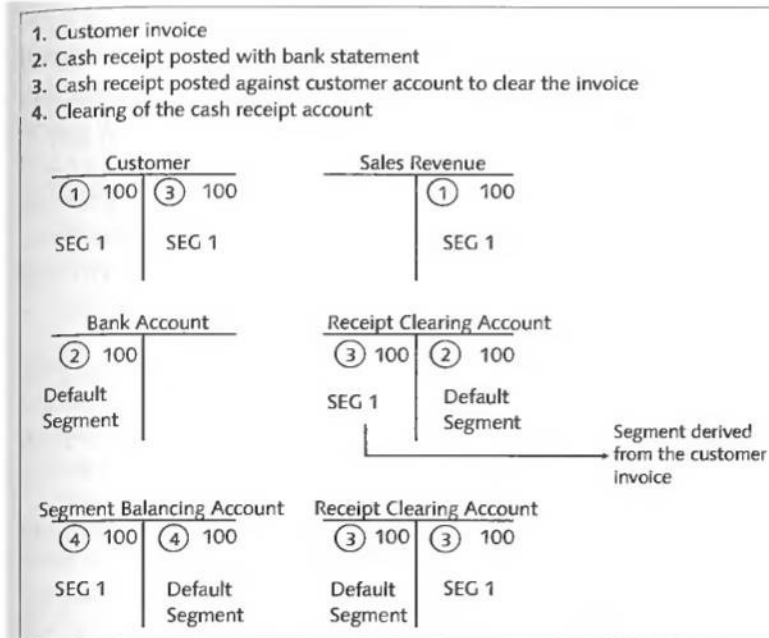 1. Customer invoice
2. Cash receipt posted with bank statement
3. Cash receipt posted against customer account to clear the invoice
4. Clearing of the cash receipt account
Customer
1 100 3 100
SEG 1 SEG 1
Sales Revenue
1 100
SEG 1
Bank Account
2 100
Default
Segment
Receipt Clearing Account
3 100 2 100
SEG 1 Default
Segment
Segment derived
from the customer
invoice
Segment Balancing Account
4 100 4 100
SEG 1 Default
Segment
Receipt Clearing Account
3 100 3 100
Default SEG 1
Segment